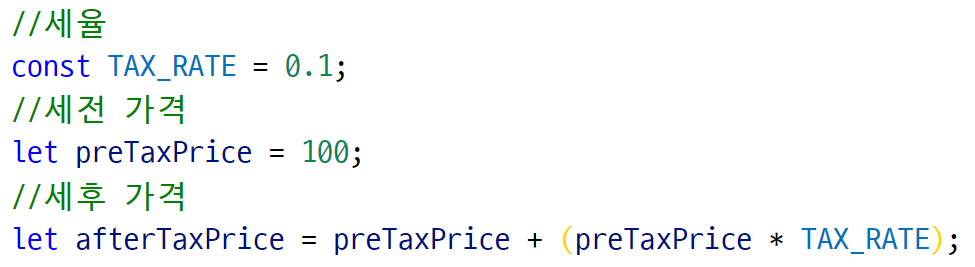 //세율
const TAX_RATE = 0.1;
//세전 가격
let preTaxPrice = 100;
//세후 가격
let afterTaxPrice = preTaxPrice + (preTaxPrice * TAX_RATE);